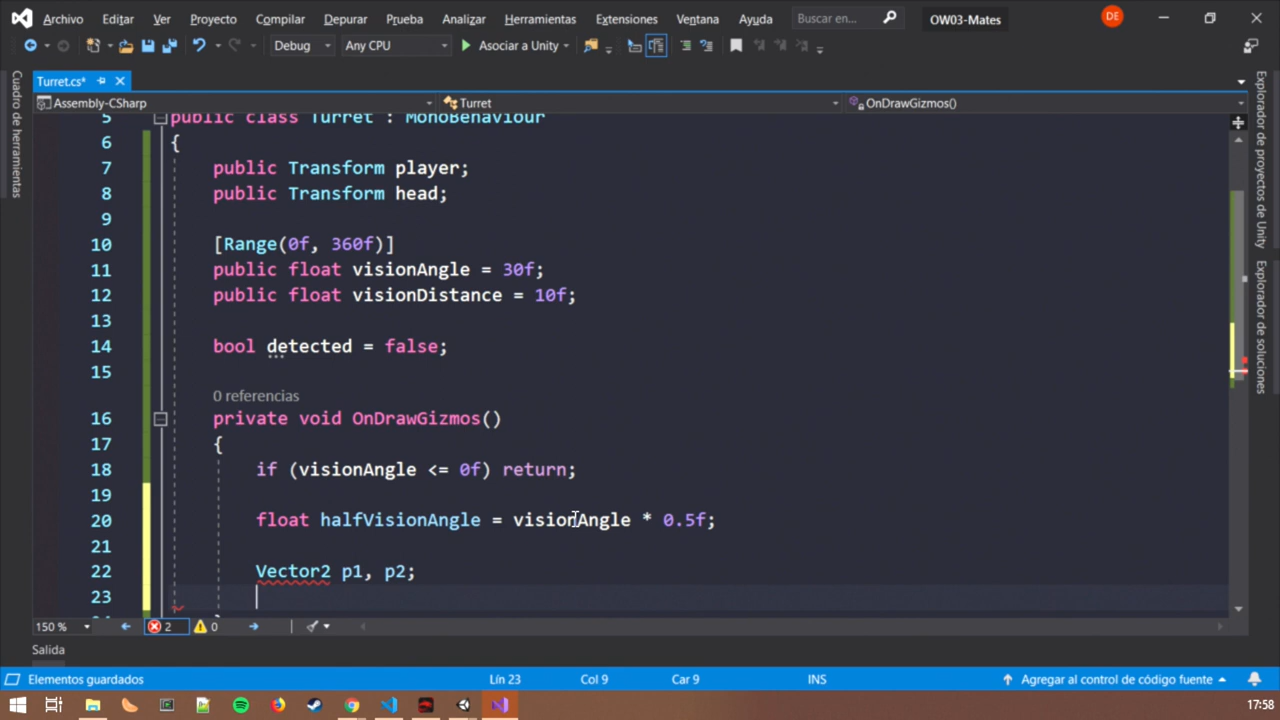 Archivo Editar Ver Proyecto Compilar Depurar Prueba Analizar Herramientas Extensiones Ventana Ayuda Buscar en... OW03-Mates DE
Debug Any CPU Asociar a Unity
Turret.cs*
Assembly-CSharp Turret OnDrawGizmos()
Cuadro de herramientas
Explorador de proyectos de Unity
Explorador de soluciones
5 public class Turret : MonoBehaviour
6 {
7 public Transform player;
8 public Transform head;
9
10 [Range(0f, 360f)]
11 public float visionAngle = 30f;
12 public float visionDistance = 10f;
13
14 bool detected = false;
15
0 referencias
16 private void OnDrawGizmos()
17 {
18 if (visionAngle <= 0f) return;
19
20 float halfVisionAngle = visionAngle * 0.5f;
21
22 Vector2 p1, p2;
23
150 % 2 0
Salida
Elementos guardados Lín 23 Col 9 Car 9 INS Agregar al control de código fuente
17:58